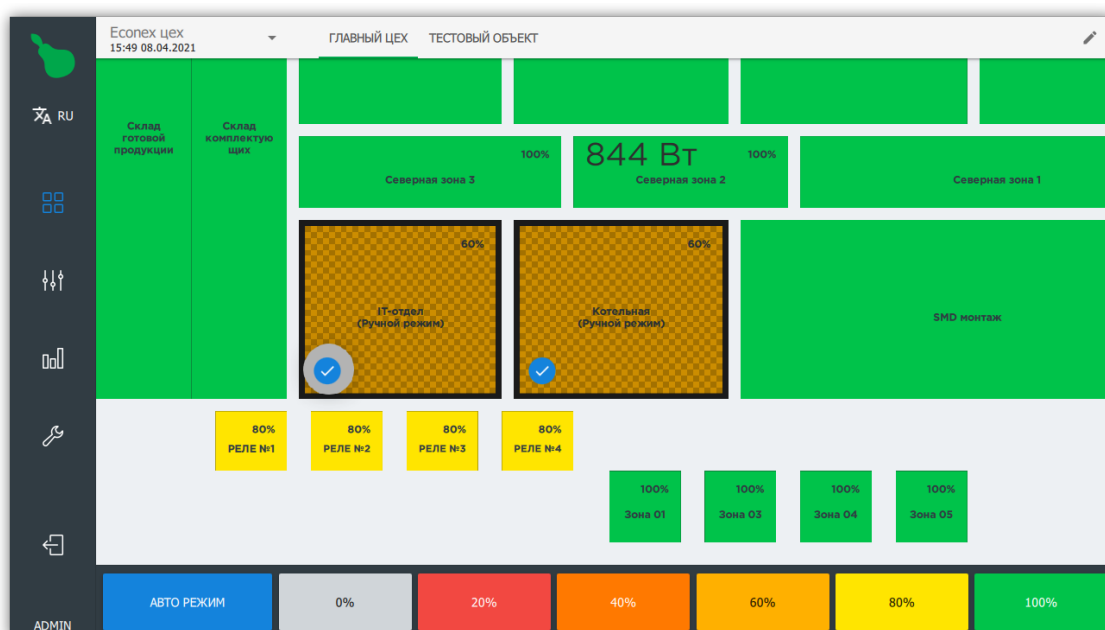 Econex цех
15:49 08.04.2021
ГЛАВНЫЙ ЦЕХ
ТЕСТОВЫЙ ОБЪЕКТ
RU
Склад
готовой
продукции
Склад
комплектую
щих
100%
Северная зона 3
844 Вт
100%
Северная зона 2
Северная зона 1
60%
IT-отдел
(Ручной режим)
60%
Котельная
(Ручной режим)
SMD монтаж
80%
РЕЛЕ №1
80%
РЕЛЕ №2
80%
РЕЛЕ №3
80%
РЕЛЕ №4
100%
Зона 01
100%
Зона 03
100%
Зона 04
100%
Зона 05
АВТО РЕЖИМ
0%
20%
40%
60%
80%
100%
ADMIN